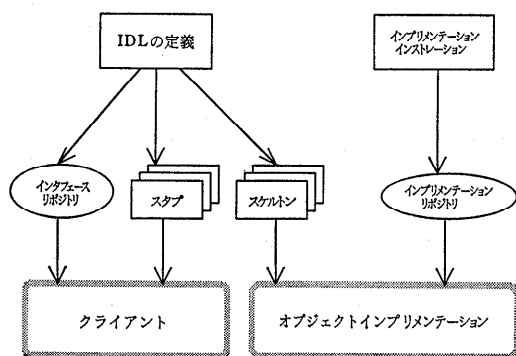 IDLの定義
インプリメンテーション
インストレーション
インタフェース
リポジトリ
スタブ
スケルトン
インプリメンテーション
リポジトリ
クライアント
オブジェクトインプリメンテーション